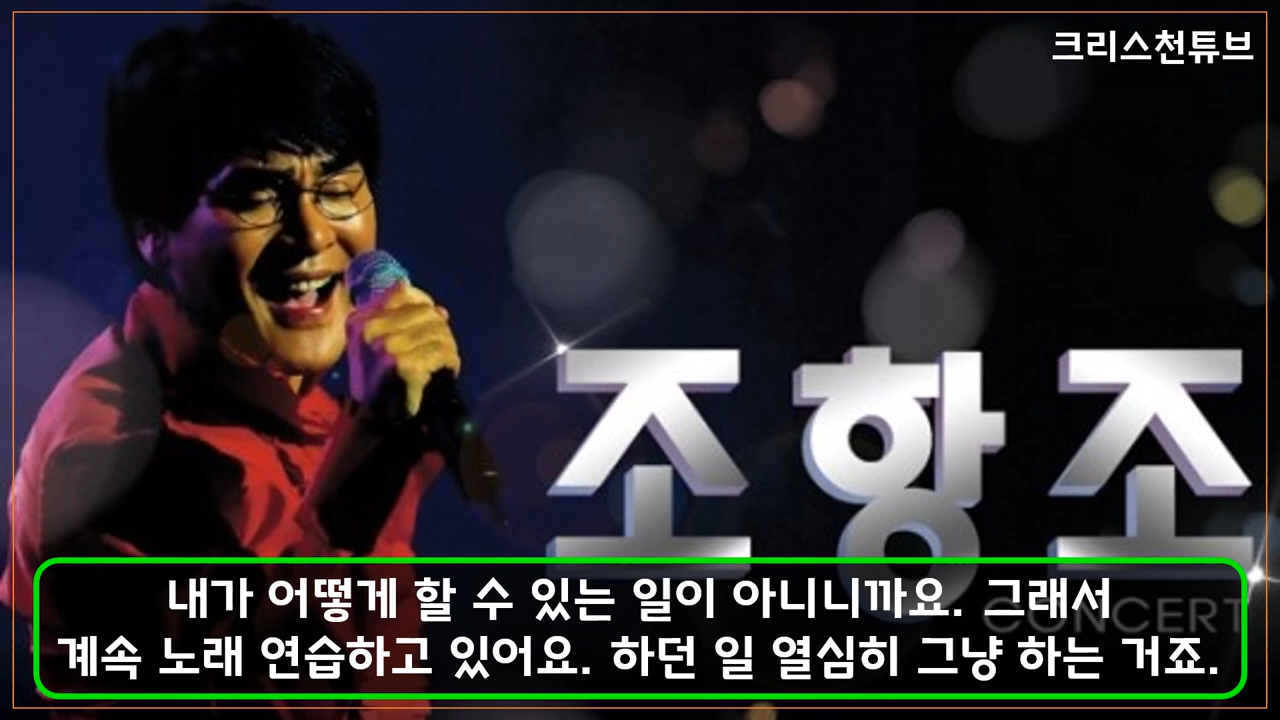 크리스천튜브
조항조
CONCERT
내가 어떻게 할 수 있는 일이 아니니까요. 그래서
계속 노래 연습하고 있어요. 하던 일 열심히 그냥 하는 거죠.